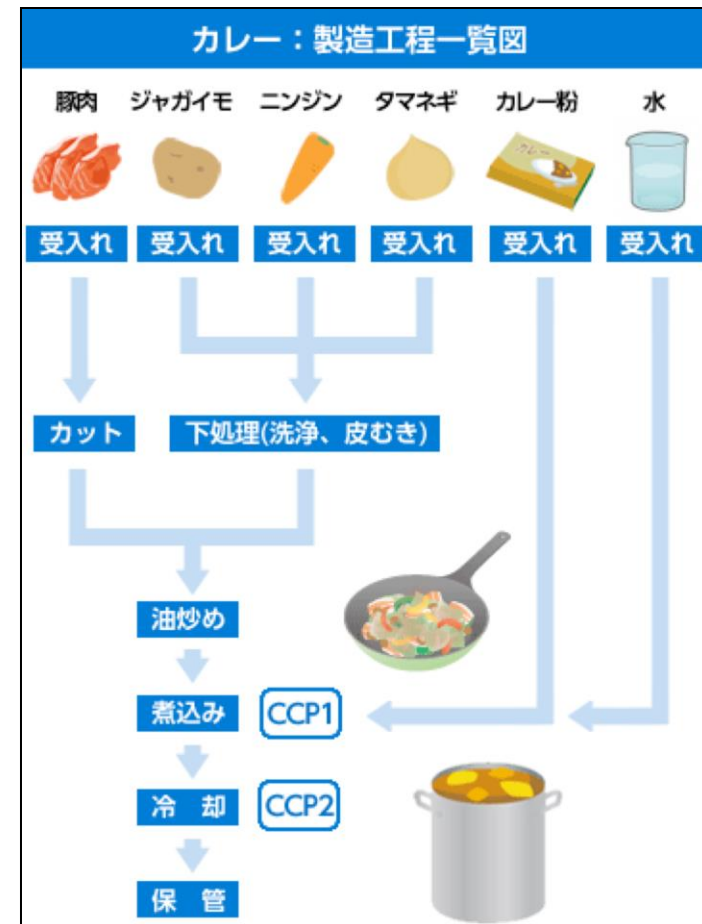 カレー：製造工程一覧図
豚肉 ジャガイモ ニンジン タマネギ カレー粉 水
カレー
受入れ 受入れ 受入れ 受入れ 受入れ 受入れ
カット 下処理(洗浄、皮むき)
油炒め
煮込み CCP1
冷 却 CCP2
保 管